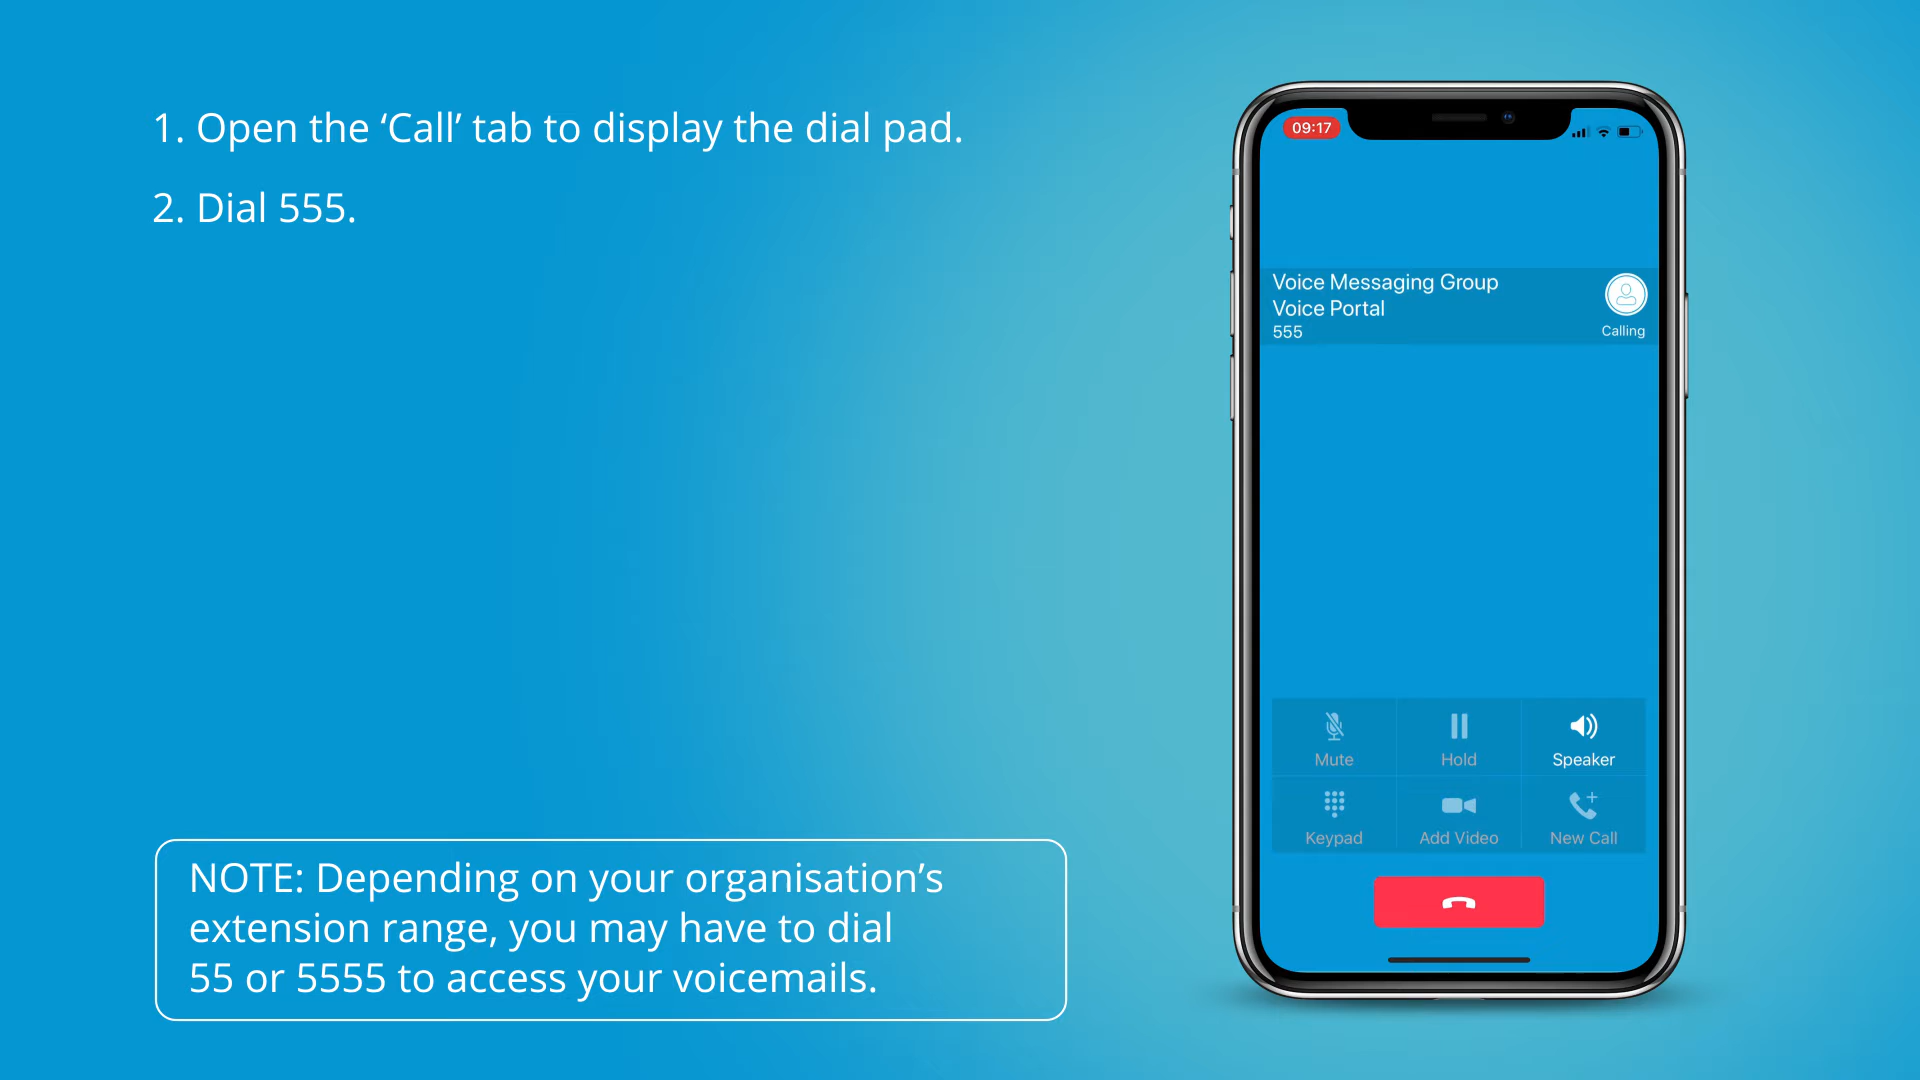 1. Open the ‘Call’ tab to display the dial pad.
2. Dial 555.
NOTE: Depending on your organisation’s
extension range, you may have to dial
55 or 5555 to access your voicemails.
09:17
Voice Messaging Group
Voice Portal
555
Calling
Mute
Hold
Speaker
Keypad
Add Video
New Call